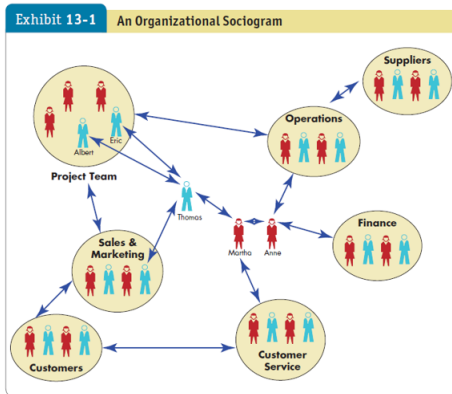 Exhibit 13-1 An Organizational Sociogram
Suppliers
Operations
Eric
Albert
Project Team
Thomas
Finance
Sales &
Marketing
Martha Anne
Customer
Service
Customers